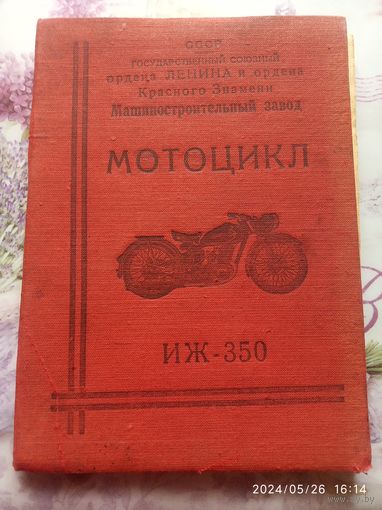 СССР
ГОСУДАРСТВЕННЫЙ СОЮЗНЫЙ
ордена ЛЕНИНА и ордена
Красного Знамени
Машиностроительный завод
МОТОЦИКЛ
ИЖ-350
2024/05/26 16:14